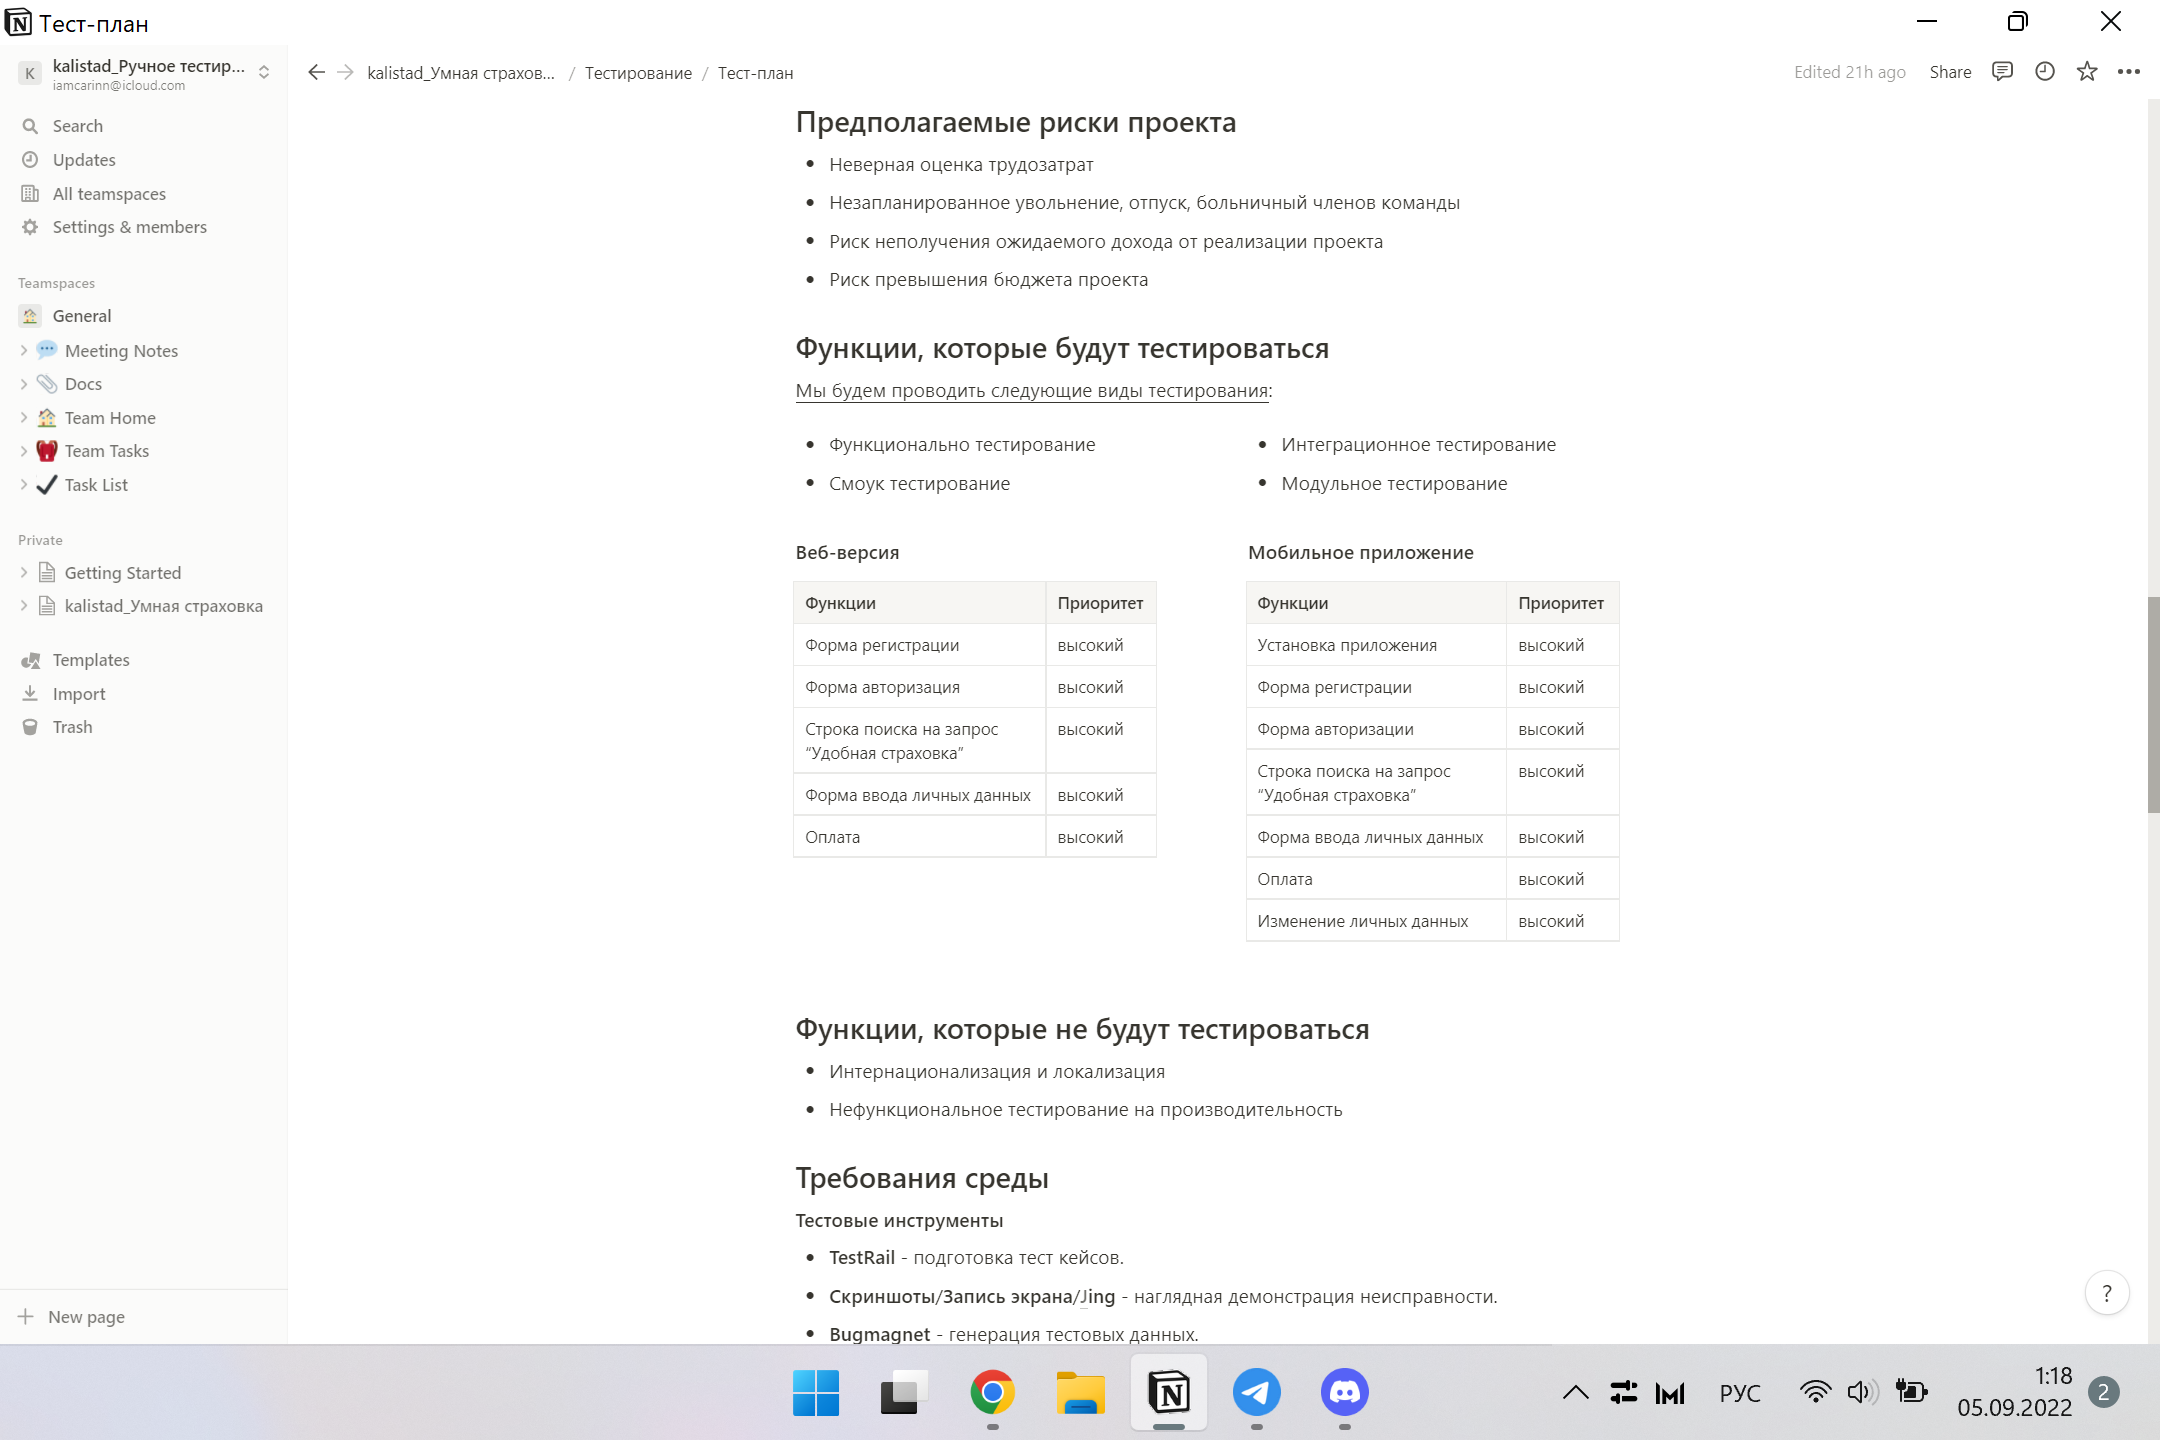 Тест-план
K
kalistad_Ручное тестир...
iamcarinn@icloud.com
Search
Updates
All teamspaces
Settings & members
Teamspaces
General
Meeting Notes
Docs
Team Home
Team Tasks
Task List
Private
Getting Started
kalistad_Умная страховка
Templates
Import
Trash
New page
kalistad_Умная страхов... / Тестирование / Тест-план
Edited 21h ago
Share
Предполагаемые риски проекта
• Неверная оценка трудозатрат
• Незапланированное увольнение, отпуск, больничный членов команды
• Риск неполучения ожидаемого дохода от реализации проекта
• Риск превышения бюджета проекта
Функции, которые будут тестироваться
Мы будем проводить следующие виды тестирования:
• Функционально тестирование
• Смоук тестирование
• Интеграционное тестирование
• Модульное тестирование
Веб-версия
Функции Приоритет
Форма регистрации высокий
Форма авторизация высокий
Строка поиска на запрос высокий
“Удобная страховка”
Форма ввода личных данных высокий
Оплата высокий
Мобильное приложение
Функции Приоритет
Установка приложения высокий
Форма регистрации высокий
Форма авторизации высокий
Строка поиска на запрос высокий
“Удобная страховка”
Форма ввода личных данных высокий
Оплата высокий
Изменение личных данных высокий
Функции, которые не будут тестироваться
• Интернационализация и локализация
• Нефункциональное тестирование на производительность
Требования среды
Тестовые инструменты
• TestRail - подготовка тест кейсов.
• Скриншоты/Запись экрана/Jing - наглядная демонстрация неисправности.
• Bugmagnet - генерация тестовых данных.
?
РУС
1:18
05.09.2022
2